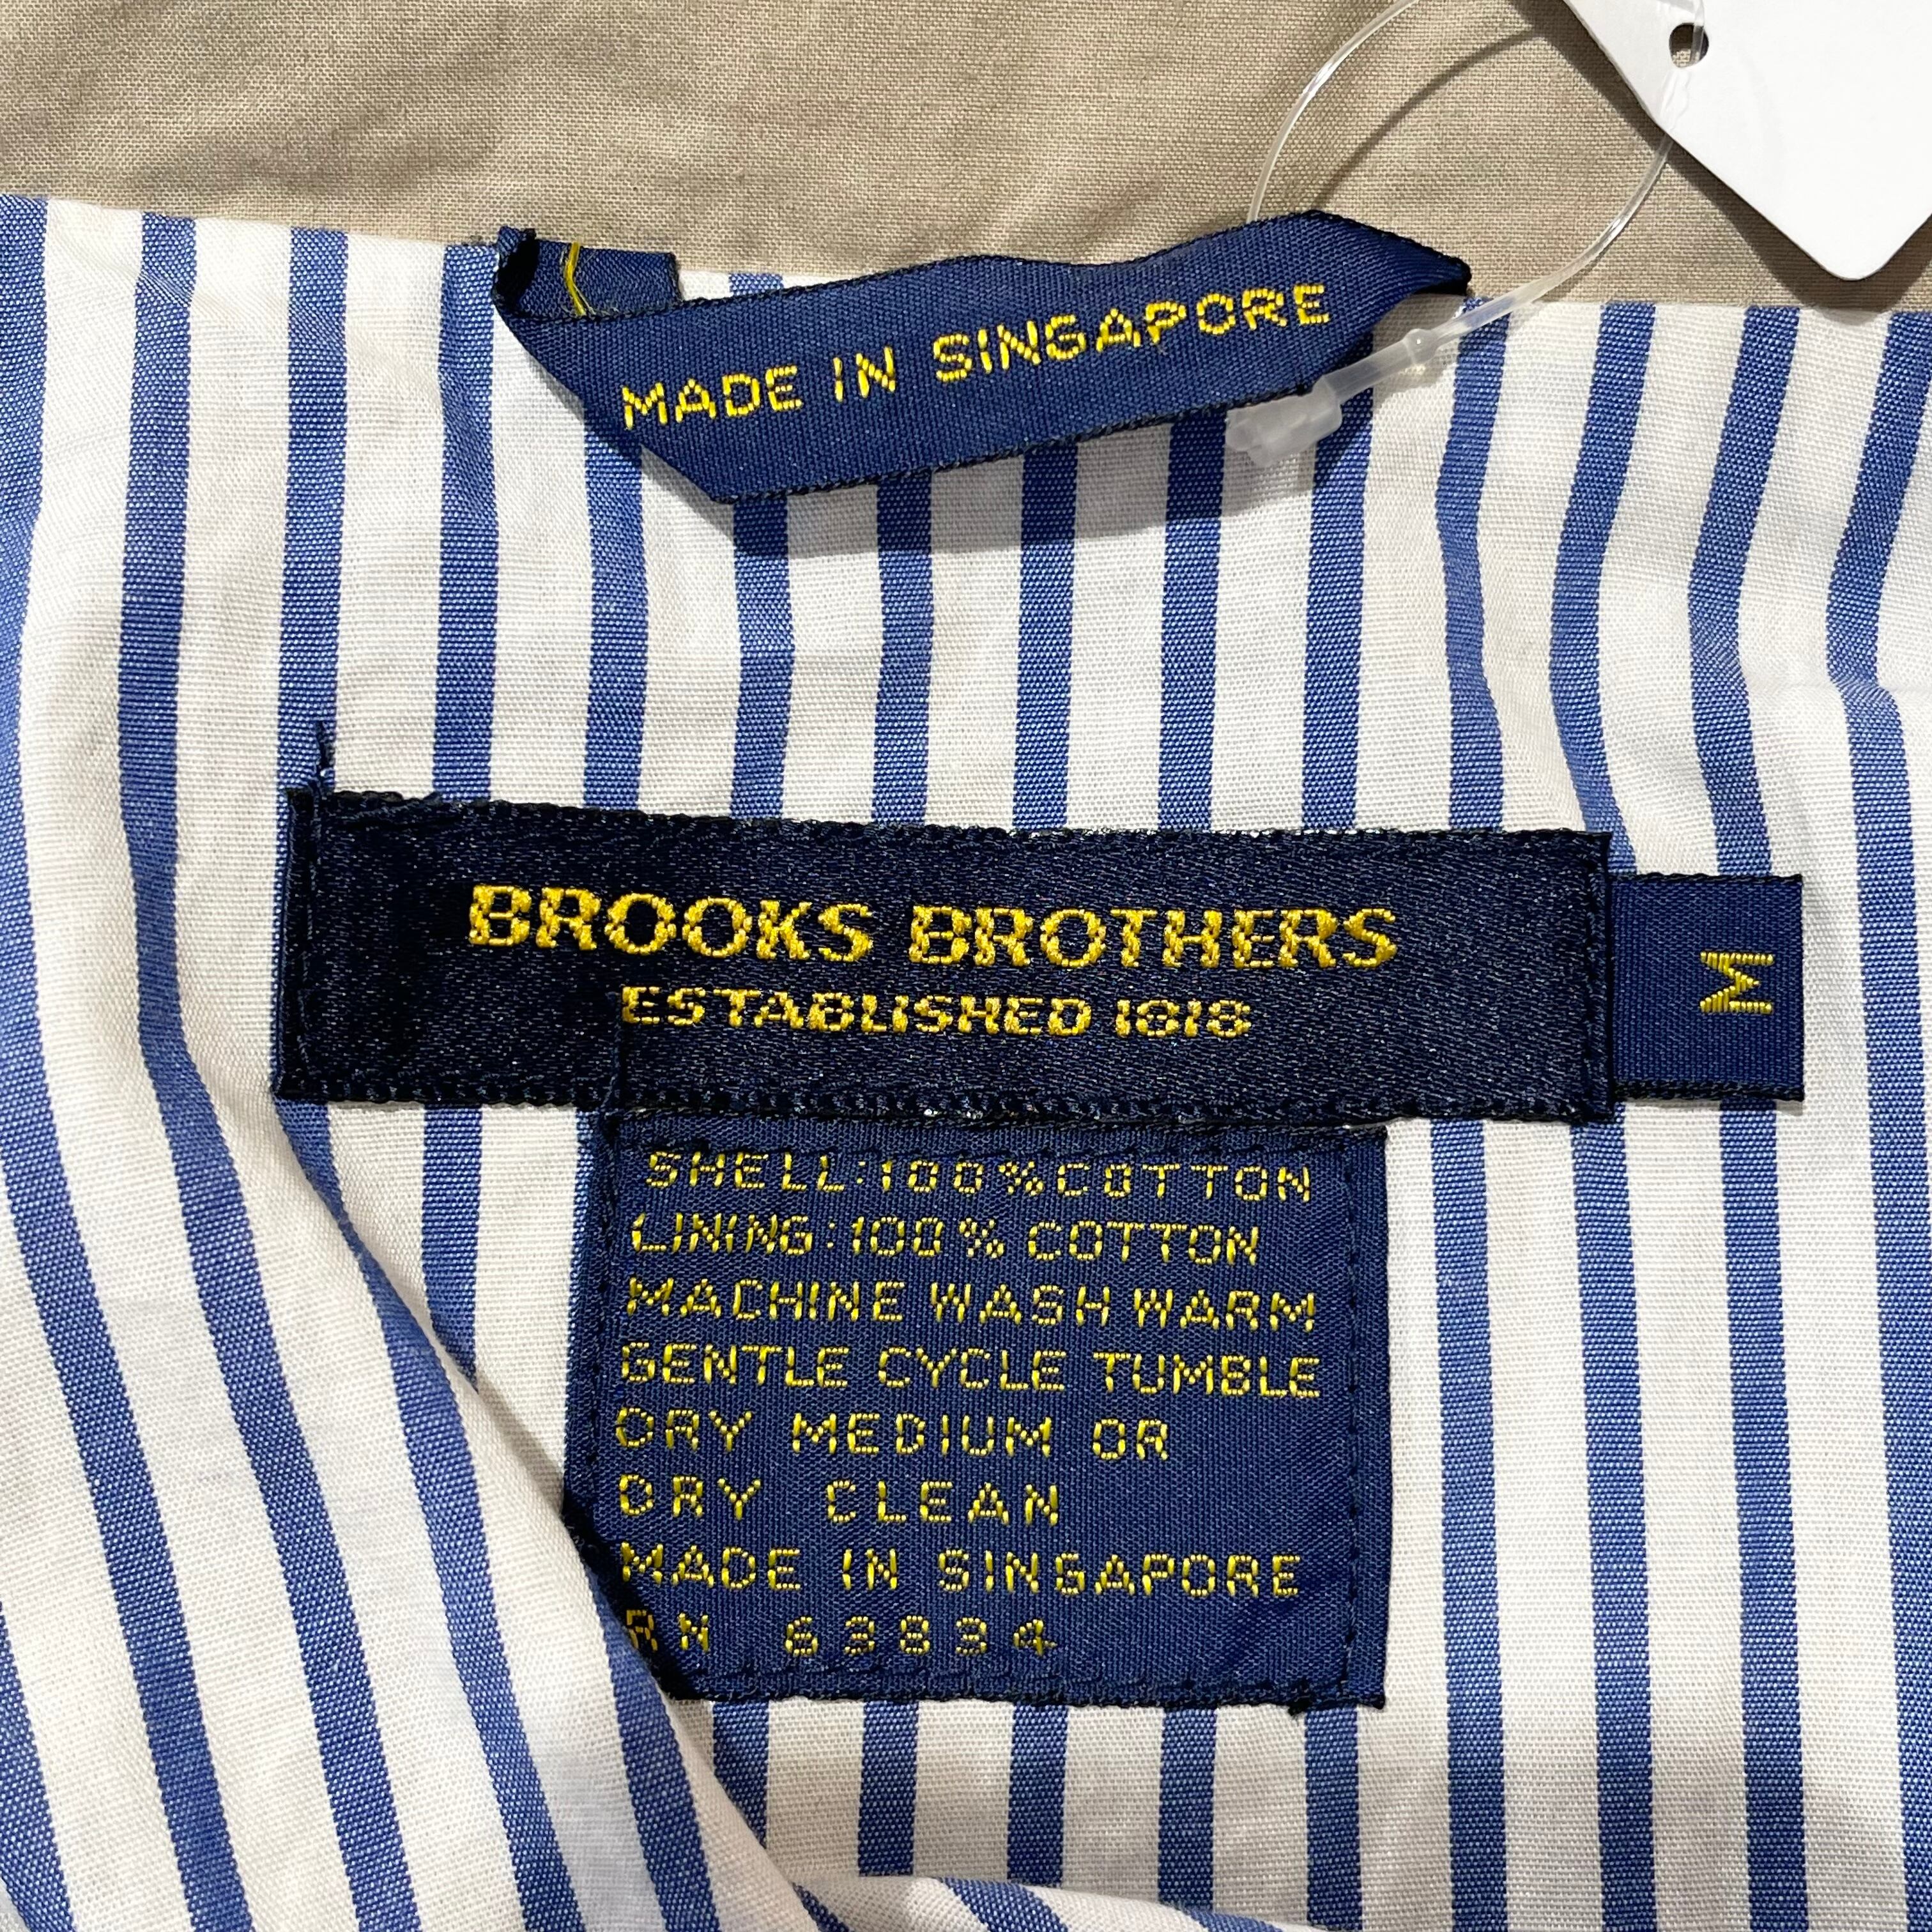 MADE IN SINGAPORE
BROOKS BROTHERS
ESTABLISHED 1818
M
SHELL:100%COTTON
LINING:100% COTTON
MACHINE WASH WARM
GENTLE CYCLE TUMBLE
DRY MEDIUM OR
DRY CLEAN
MADE IN SINGAPORE
RN 63834